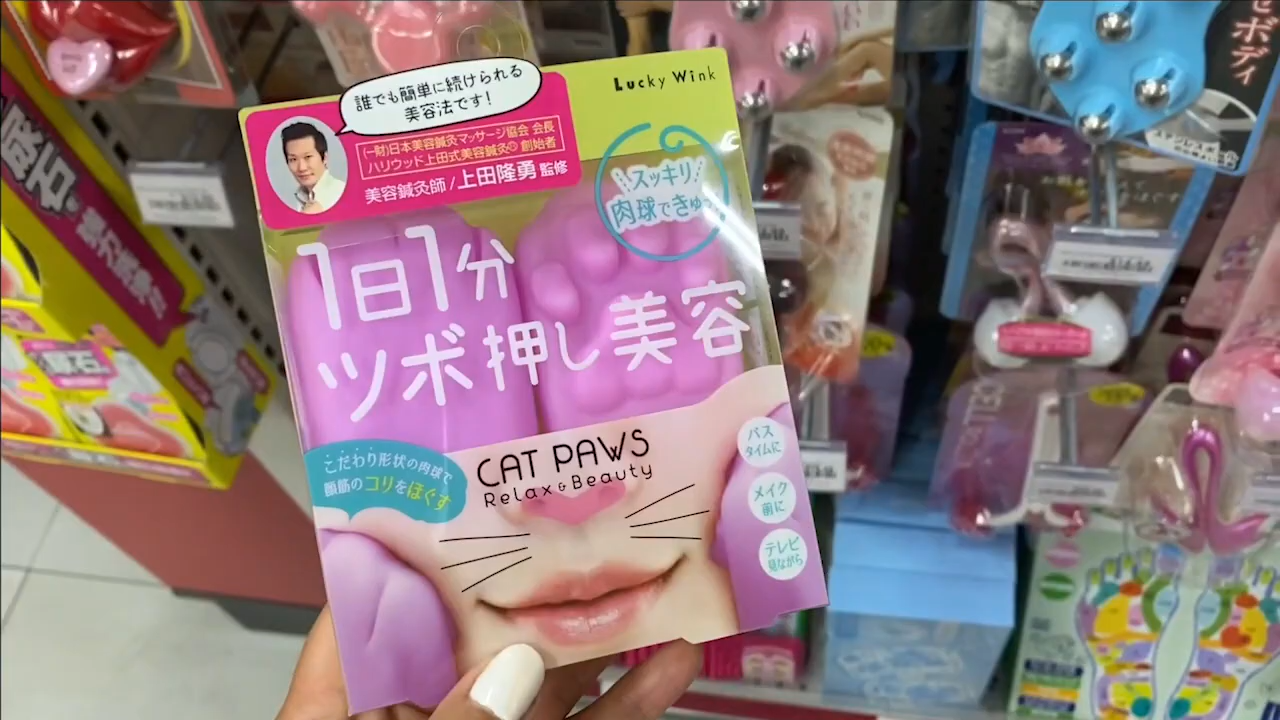 誰でも簡単に続けられる
美容法です!
(一財)日本美容鍼灸マッサージ協会 会長
ハリウッド上田式美容鍼灸® 創始者
美容鍼灸師/上田隆勇 監修
Lucky Wink
スッキリ
肉球できゅっ
1日1分
ツボ押し美容
こだわり形状の肉球で
顔筋のコリをほぐす
CAT PAWS
Relax & Beauty
バス
タイムに
メイク
前に
テレビ
見ながら
ボディ